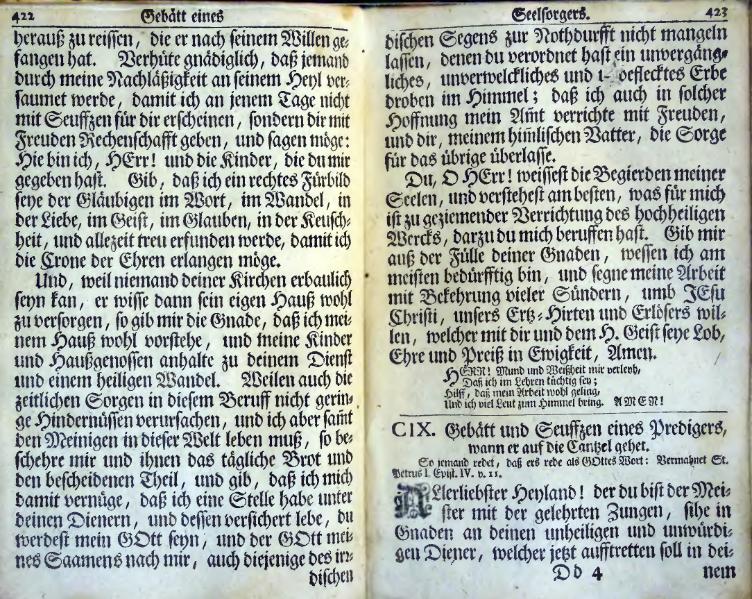 422 Gebätt eines
herauß zu reissen, die er nach seinem Willen ge-
fangen hat. Verhüte gnädiglich, daß jemand
durch meine Nachläßigkeit an seinem Heyl ver-
saumet werde, damit ich an jenem Tage nicht
mit Seuffzen für dir erscheinen, sondern dir mit
Freuden Rechenschafft geben, und sagen möge:
Hie bin ich, HErr! und die Kinder, die du mir
gegeben hast. Gib, daß ich ein rechtes Fürbild
seye der Gläubigen im Wort, im Wandel, in
der Liebe, im Geist, im Glauben, in der Keusch-
heit, und allezeit treu erfunden werde, damit ich
die Crone der Ehren erlangen möge.
Und, weil niemand deiner Kirchen erbaulich
seyn kan, er wisse dann sein eigen Hauß wohl
zu versorgen, so gib mir die Gnade, daß ich mei-
nem Hauß wohl vorstehe, und meine Kinder
und Haußgenossen anhalte zu deinem Dienst
und einem heiligen Wandel. Weilen auch die
zeitlichen Sorgen in diesem Beruff nicht gerin-
ge Hindernüssen verursachen, und ich aber samt
den Meinigen in dieser Welt leben muß, so be-
schehre mir und ihnen das tägliche Brot und
den bescheidenen Theil, und gib, daß ich mich
damit vernüge, daß ich eine Stelle habe unter
deinen Dienern, und dessen versichert lebe, du
werdest mein GOtt seyn, und der GOtt mei-
nes Saamens nach mir, auch diejenige des irr-
dischen
Seelsorgers. 423
dischen Segens zur Nothdurfft nicht mangeln
lassen, denen du verordnet hast ein unvergäng-
liches, unverwelckliches und Erbe
droben im Himmel; daß ich auch in solcher
Hoffnung mein Amt verrichte mit Freuden,
und dir, meinem himlischen Vatter, die Sorge
für das übrige überlasse.
Du, O HErr! weissest die Begierden meiner
Seelen, und verstehest am besten, was für mich
ist zu geziemender Verrichtung des hochheiligen
Wercks, darzu du mich beruffen hast. Gib mir
auß der Fülle deiner Gnaden, wessen ich am
meisten bedürfftig bin, und segne meine Arbeit
mit Bekehrung vieler Sündern, umb JEsu
Christi, unsers Ertz-Hirten und Erlösers wil-
len, welcher mit dir und dem H. Geist seye Lob,
Ehre und Preiß in Ewigkeit, Amen.
HERR! Mund und Weißheit mir verleyh,
Daß ich im Lehren tüchtig sey;
Hilff, daß mein Arbeit wohl geling,
Und ich viel Leut zum Himmel bring. AMEN!
CIX. Gebätt und Seuffzen eines Predigers,
wann er auf die Cantzel gehet.
So jemand redet, daß ers rede als GOttes Wort: Vermahnet St.
Petrus I. Epist. IV. v. 11.
ALlerliebster Heyland! der du bist der Mei-
ster mit der gelehrten Zungen, sihe in
Gnaden an deinen unheiligen und unwürdi-
gen Diener, welcher jetzt aufftretten soll in dei-
Dd 4 nem